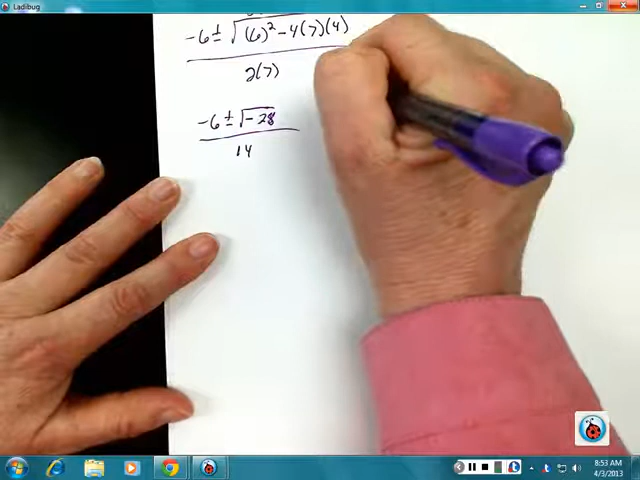 Ladibug
-6 ± √(6)² - 4(7)(4)
2(7)
-6 ± √-28
14
8:53 AM
4/3/2013